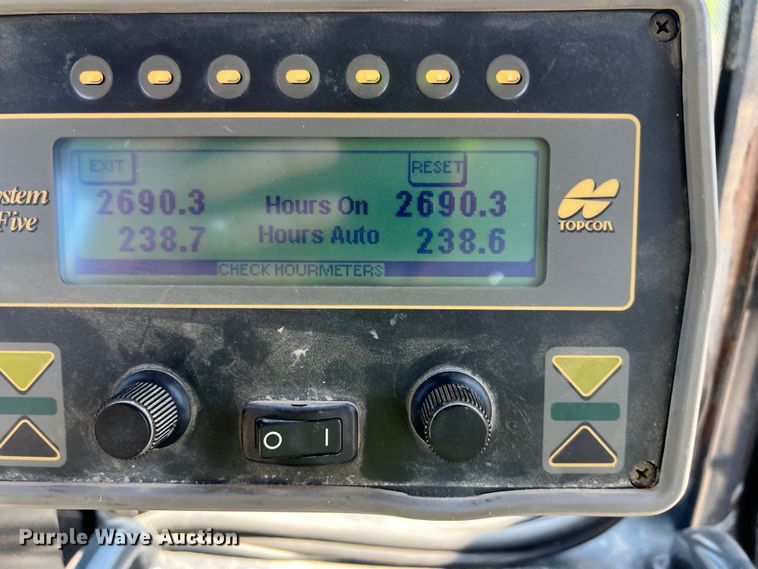 EXIT RESET
2690.3 Hours On 2690.3
238.7 Hours Auto 238.6
CHECK HOURMETERS
ystem
Five
TOPCON
O I
Purple Wave Auction